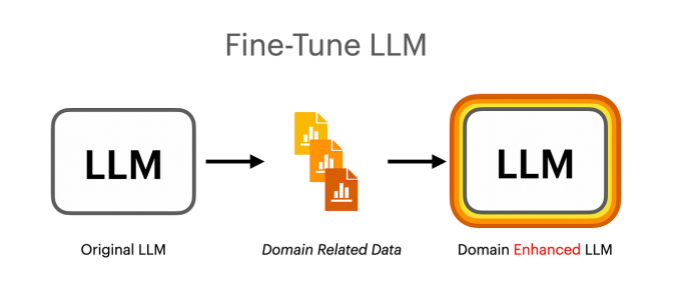 Fine-Tune LLM
LLM
LLM
Original LLM
Domain Related Data
Domain Enhanced LLM